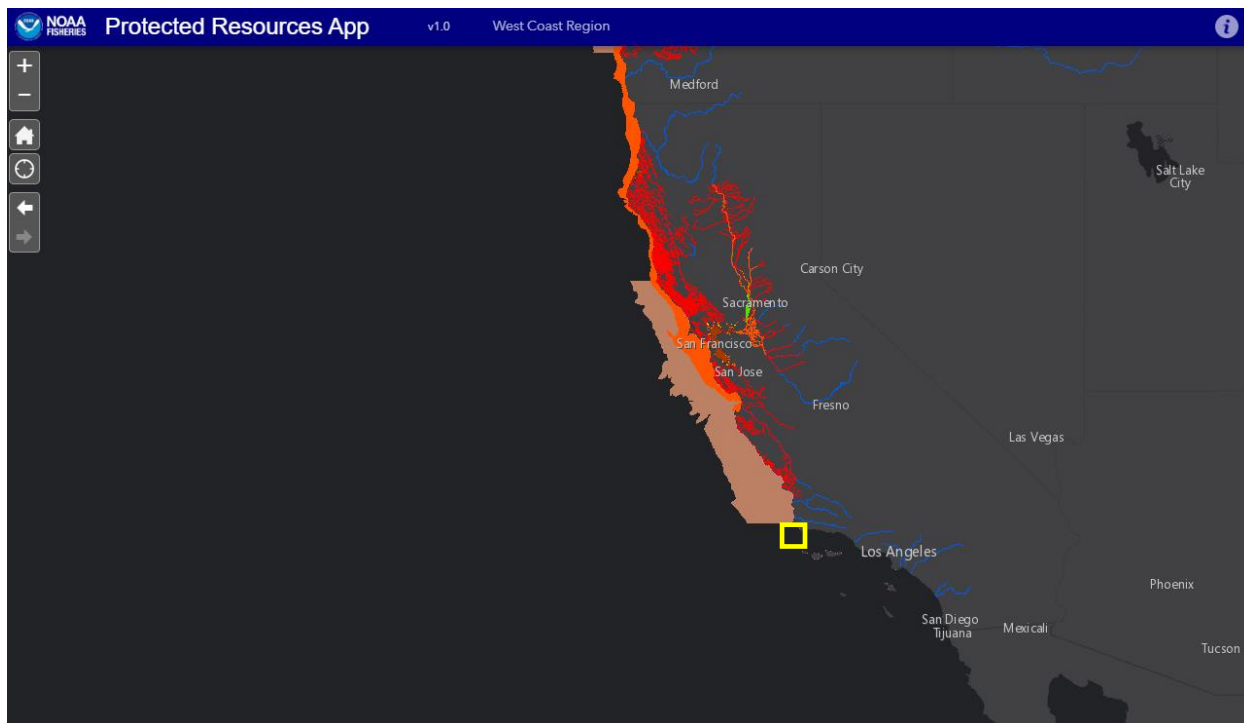 NOAA
FISHERIES
Protected Resources App
v1.0
West Coast Region
Medford
Salt Lake
City
Carson City
Sacramento
San Francisco
San Jose
Fresno
Las Vegas
Los Angeles
Phoenix
San Diego
Tijuana
Mexicali
Tucson